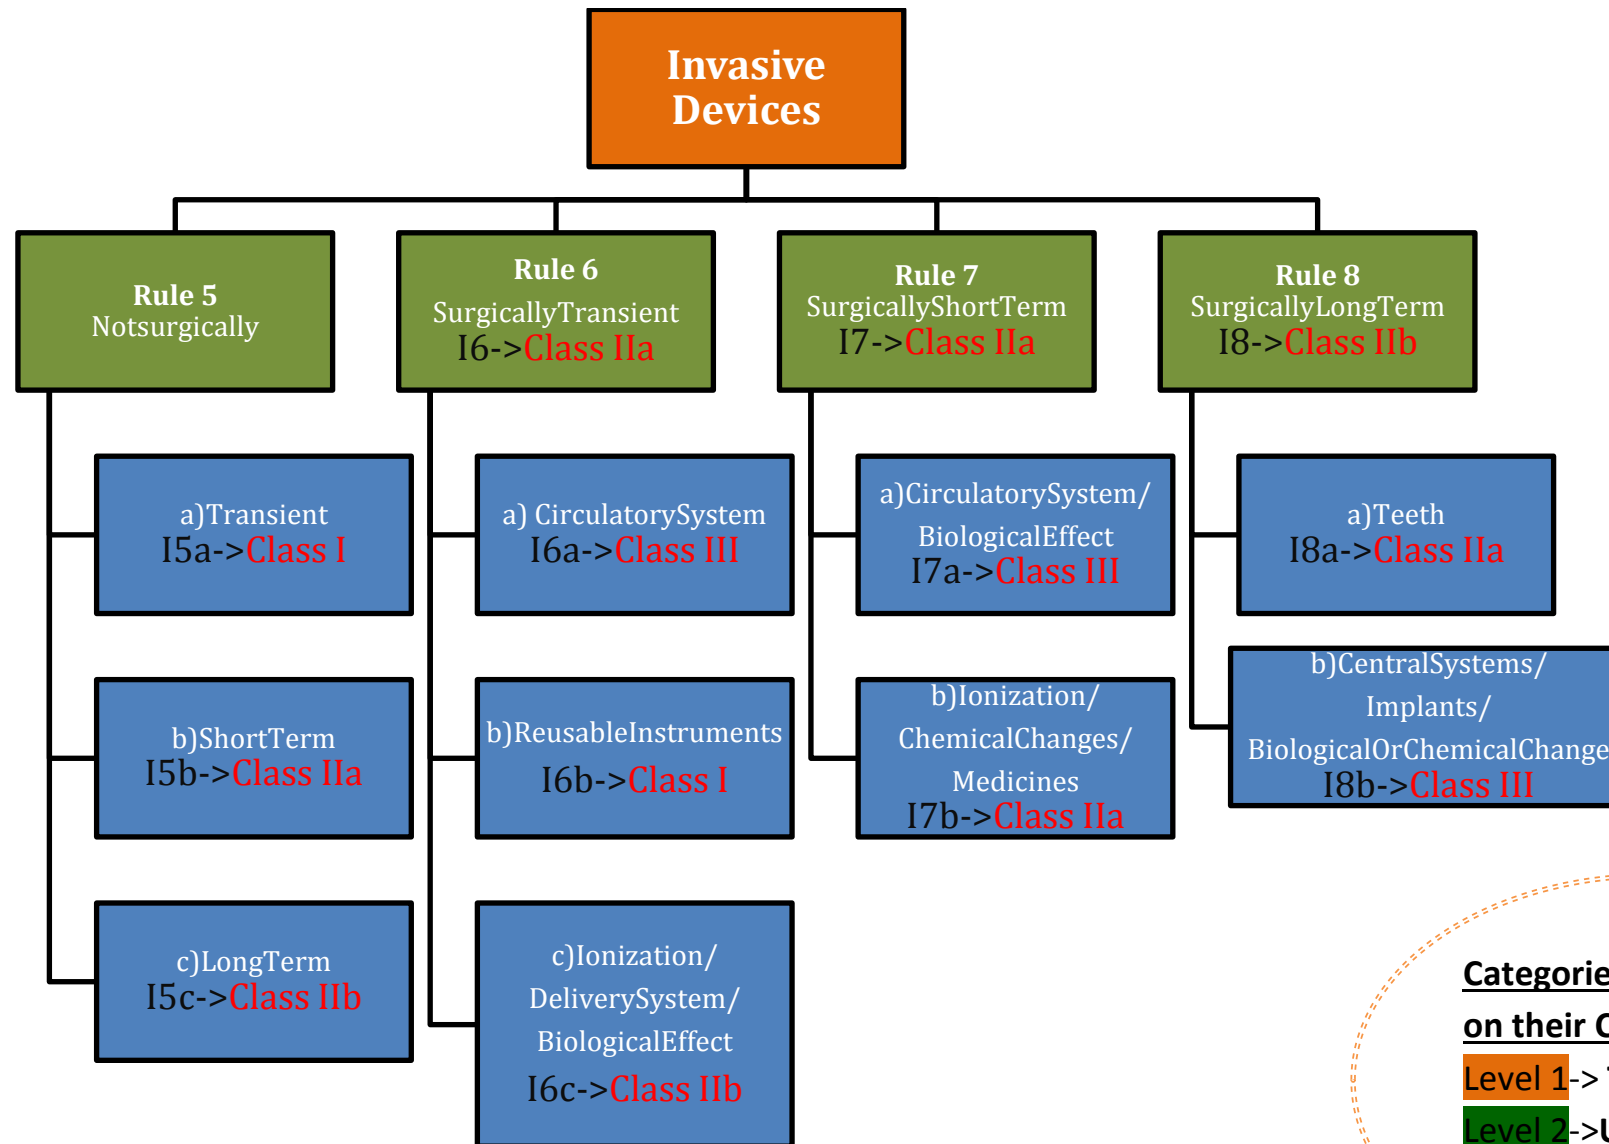 Invasive
Devices
Rule 5
Notsurgically
Rule 6
SurgicallyTransient
I6->Class IIa
Rule 7
SurgicallyShortTerm
I7->Class IIa
Rule 8
SurgicallyLongTerm
I8->Class IIb
a)Transient
I5a->Class I
a) CirculatorySystem
I6a->Class III
a)CirculatorySystem/
BiologicalEffect
I7a->Class III
a)Teeth
I8a->Class IIa
b)ShortTerm
I5b->Class IIa
b)ReusableInstruments
I6b->Class I
b)Ionization/
ChemicalChanges/
Medicines
I7b->Class IIa
b)CentralSystems/
Implants/
BiologicalOrChemicalChange
I8b->Class III
c)LongTerm
I5c->Class IIb
c)Ionization/
DeliverySystem/
BiologicalEffect
I6c->Class IIb
Categorie
on their
Level 1->
Level 2->